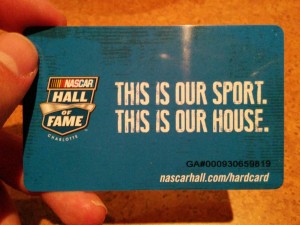 NASCAR
HALL
OF
FAME
CHARLOTTE
THIS IS OUR SPORT.
THIS IS OUR HOUSE.
GA#000930659819
nascarhall.com/hardcard